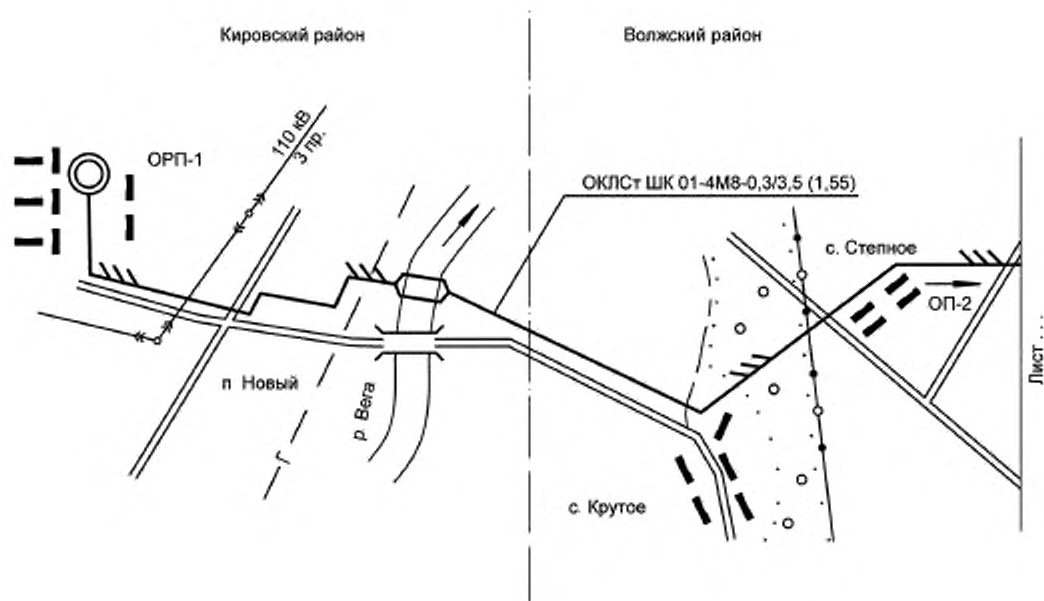 Кировский район
Волжский район
110 кВ
3 пр.
ОРП-1
ОКЛСт ШК 01-4М8-0,3/3,5 (1,55)
с. Степное
ОП-2
Лист ...
п Новый
р. Вега
Г
с. Крутое